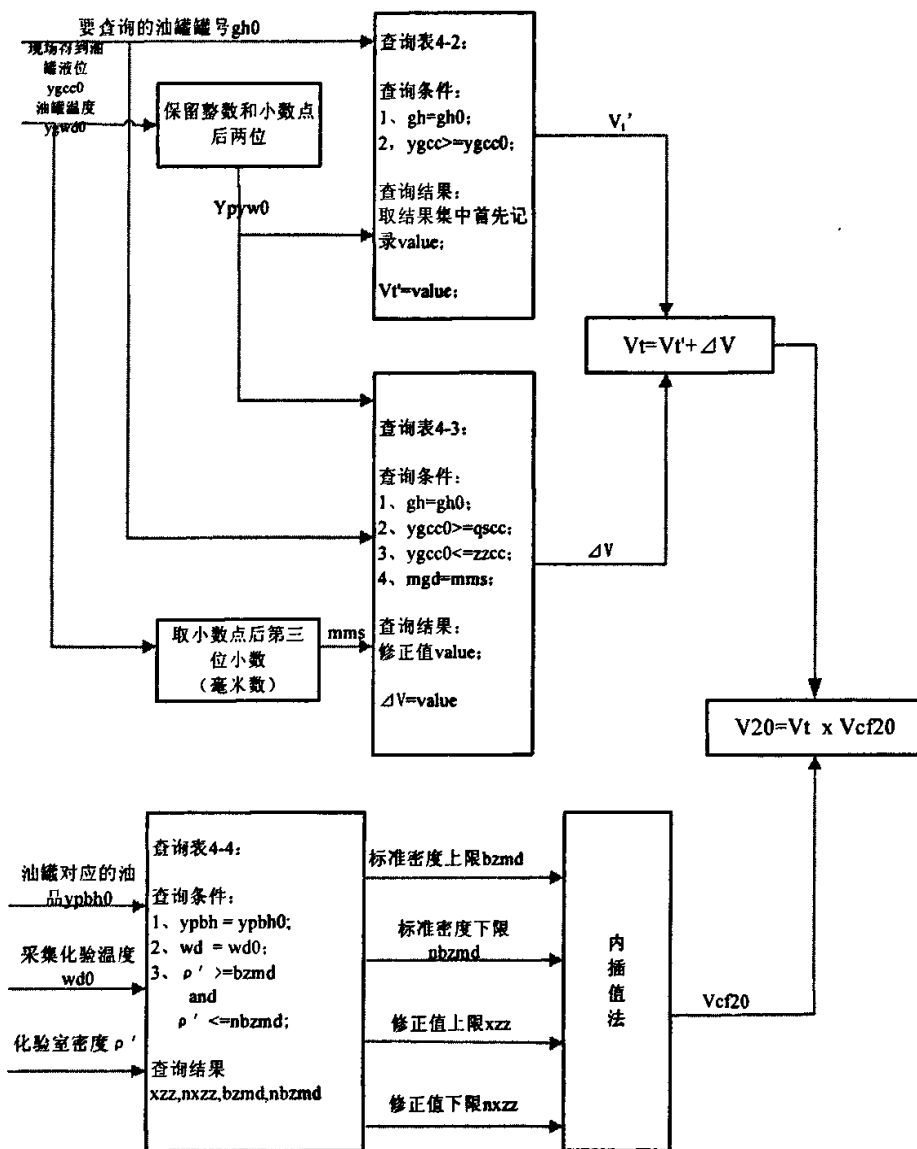 要查询的油罐罐号gh0
现场得到油
罐液位
ygcc0
油罐温度
ygwd0
保留整数和小数点
后两位
Ypyw0
查询表4-2：
查询条件：
1、gh=gh0；
2，ygcc>=ygcc0；
查询结果：
取结果集中首先记
录value；
Vt'=value；
Vt'
Vt=Vt'+⊿V
查询表4-3：
查询条件：
1、gh=gh0；
2、ygcc0>=qscc；
3、ygcc0<=zzcc；
4、mgd=mms；
查询结果：
修正值value；
⊿V=value
⊿V
取小数点后第三
位小数
（毫米数）
mms
V20=Vt x Vcf20
油罐对应的油
品ypbh0
采集化验温度
wd0
化验室密度ρ'
查询表4-4：
查询条件：
1、ypbh = ypbh0;
2、wd = wd0;
3、ρ' >=bzmd
and
ρ' <=nbzmd;
查询结果
xzz,nxzz,bzmd,nbzmd
标准密度上限bzmd
标准密度下限
nbzmd
修正值上限xzz
修正值下限nxzz
内
插
值
法
Vcf20